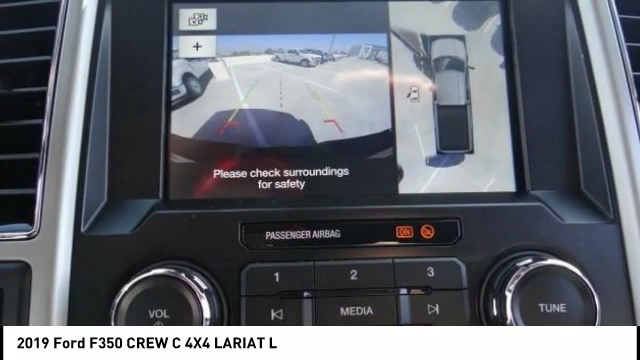 +
Please check surroundings
for safety
PASSENGER AIRBAG ON
1 2 3
VOL MEDIA TUNE
2019 Ford F350 CREW C 4X4 LARIAT L